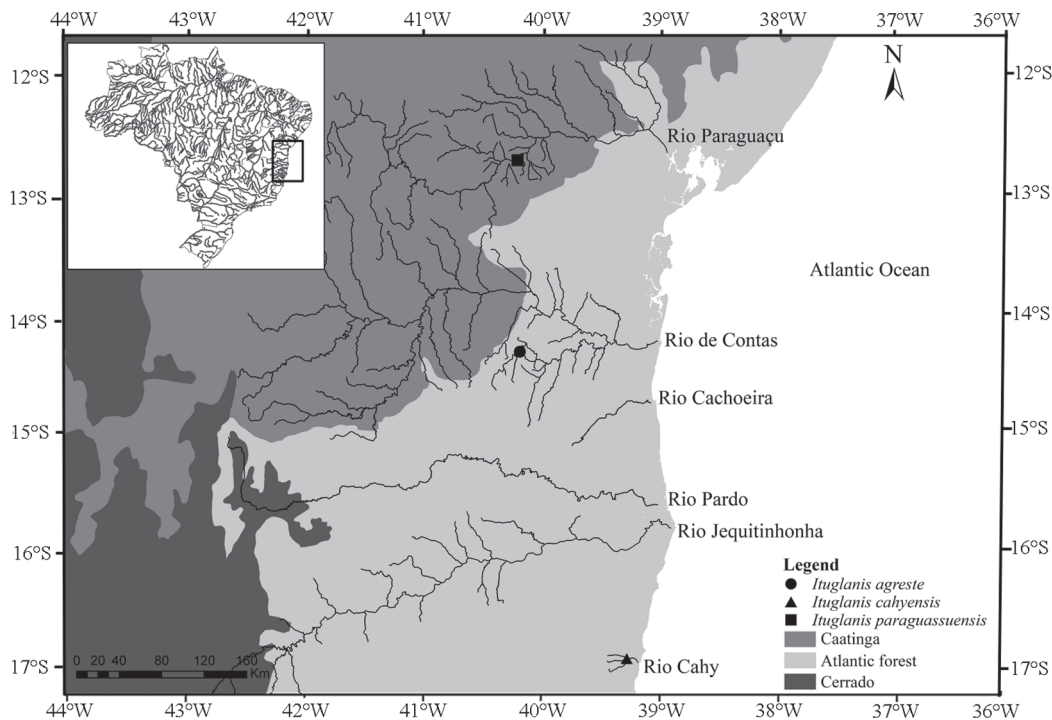 44°W 43°W 42°W 41°W 40°W 39°W 38°W 37°W 36°W
N
12°S 12°S
Rio Paraguaçu
13°S 13°S
Atlantic Ocean
14°S 14°S
Rio de Contas
Rio Cachoeira
15°S 15°S
Rio Pardo
Rio Jequitinhonha
16°S 16°S
Legend
Ituglanis agreste
Ituglanis cahyensis
Ituglanis paraguassuensis
Caatinga
Atlantic forest
Cerrado
Rio Cahy
17°S 17°S
0 20 40 80 120 160
Km
44°W 43°W 42°W 41°W 40°W 39°W 38°W 37°W 36°W